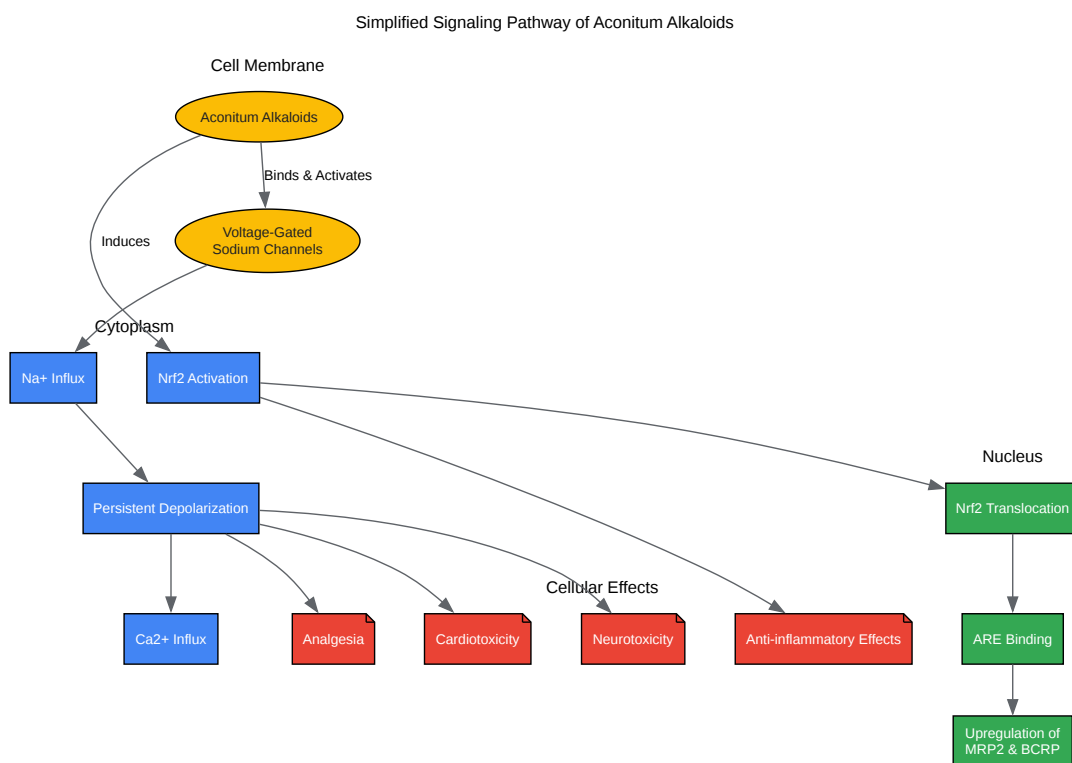 Simplified Signaling Pathway of Aconitum Alkaloids
Cell Membrane
Aconitum Alkaloids
Binds & Activates
Voltage-Gated
Sodium Channels
Induces
Cytoplasm
Na+ Influx
Nrf2 Activation
Nucleus
Persistent Depolarization
Nrf2 Translocation
Cellular Effects
Ca2+ Influx
Analgesia
Cardiotoxicity
Neurotoxicity
Anti-inflammatory Effects
ARE Binding
Upregulation of
MRP2 & BCRP